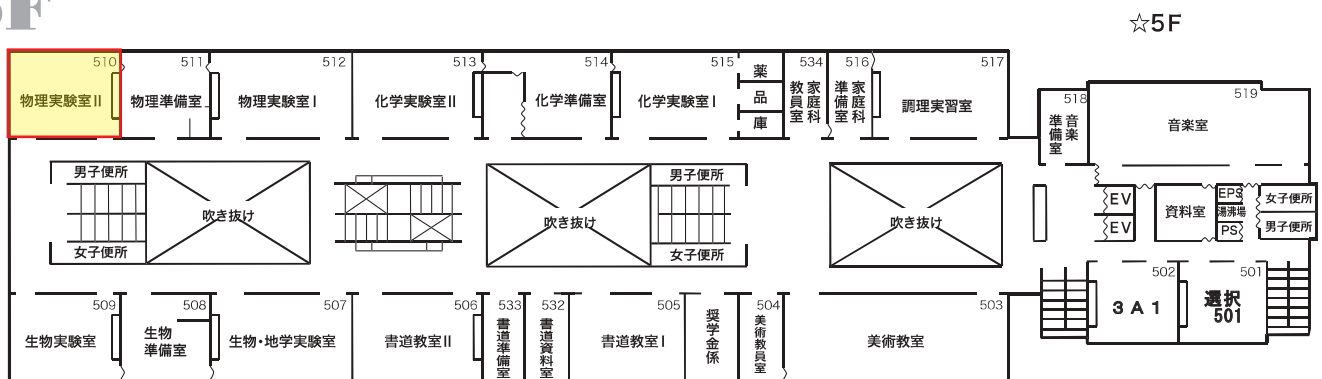 5F
☆5F
510
物理実験室II
511
物理準備室
512
物理実験室I
513
化学実験室II
514
化学準備室
515
化学実験室I
薬
品
庫
534
家庭科
教員室
516
家庭科
準備室
517
調理実習室
518
音楽
準備室
519
音楽室
男子便所
吹き抜け
女子便所
吹き抜け
男子便所
女子便所
吹き抜け
EV
EV
資料室
EPS
湯沸場
PS
女子便所
男子便所
509
生物実験室
508
生物
準備室
507
生物・地学実験室
506
書道教室II
533
書道準備室
532
書道資料室
505
書道教室I
奨学金係
504
美術教員室
503
美術教室
502
3A1
501
選択
501